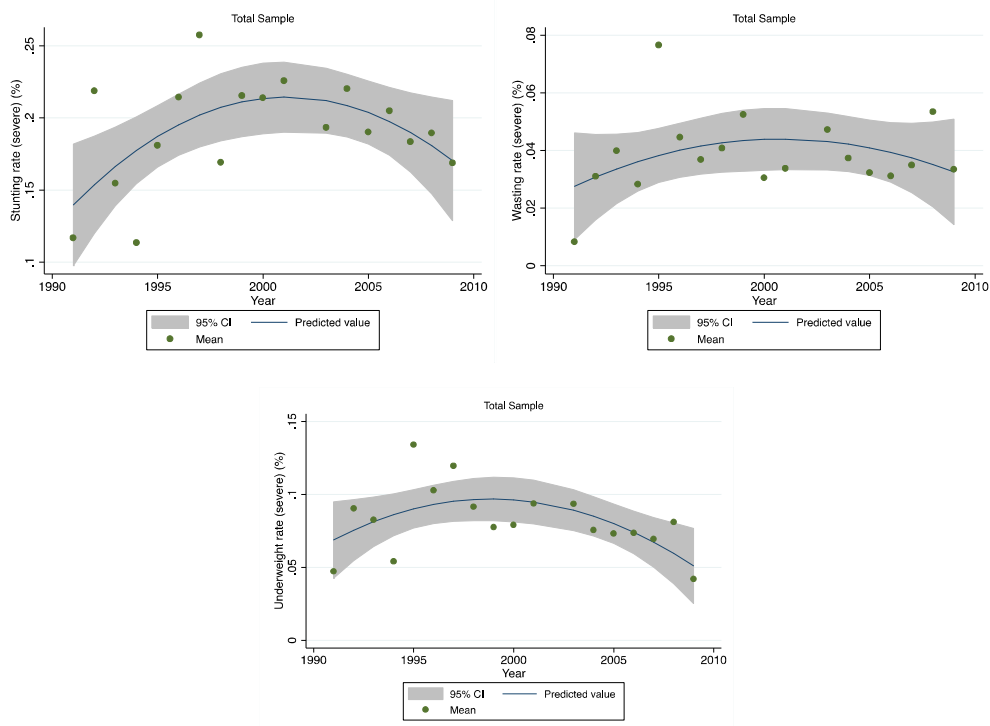 Total Sample
Stunting rate (severe) (%)
.25
.2
.15
.1
1990 1995 2000 2005 2010
Year
95% CI Predicted value
Mean
Total Sample
Wasting rate (severe) (%)
.08
.06
.04
.02
0
1990 1995 2000 2005 2010
Year
95% CI Predicted value
Mean
Total Sample
Underweight rate (severe) (%)
.15
.1
.05
0
1990 1995 2000 2005 2010
Year
95% CI Predicted value
Mean